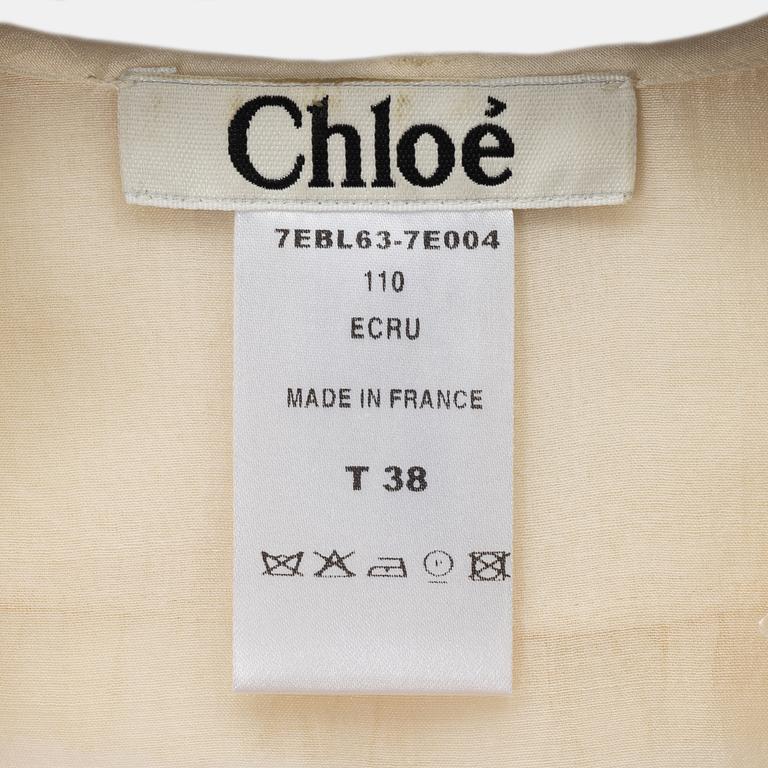 Chloé
7EBL63-7E004
110
ECRU
MADE IN FRANCE
T 38
P